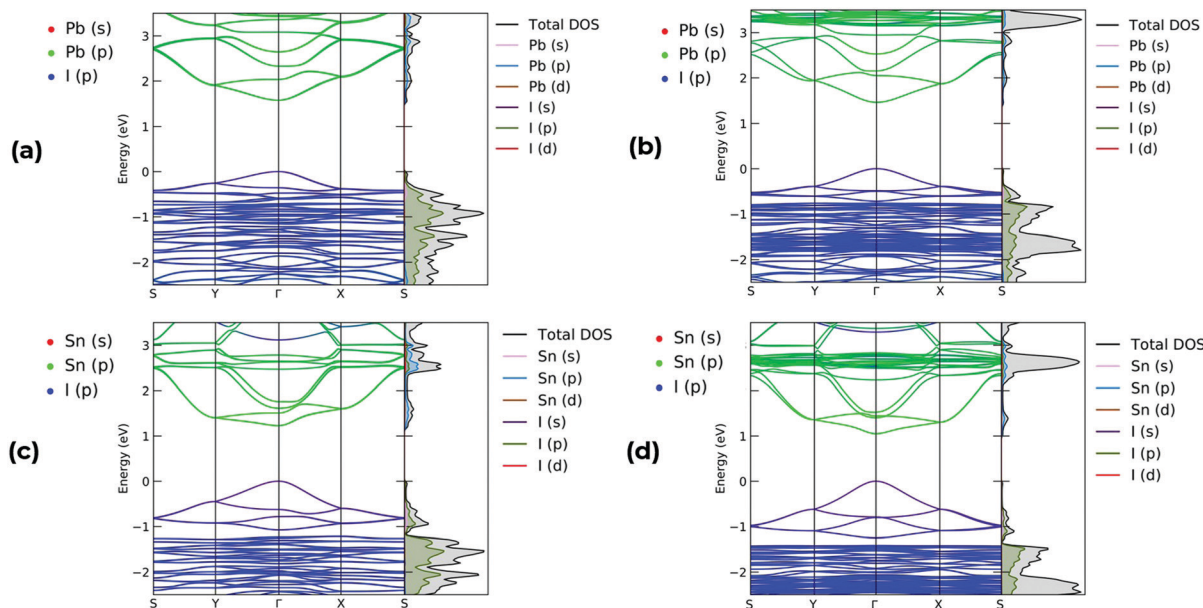 (a)
Pb (s)
Pb (p)
I (p)
Energy (eV)
3
2
1
0
−1
−2
S Y Γ X S
Total DOS
Pb (s)
Pb (p)
Pb (d)
I (s)
I (p)
I (d)
(b)
Pb (s)
Pb (p)
I (p)
Energy (eV)
3
2
1
0
−1
−2
S Y Γ X S
Total DOS
Pb (s)
Pb (p)
Pb (d)
I (s)
I (p)
I (d)
(c)
Sn (s)
Sn (p)
I (p)
Energy (eV)
3
2
1
0
−1
−2
S Y Γ X S
Total DOS
Sn (s)
Sn (p)
Sn (d)
I (s)
I (p)
I (d)
(d)
Sn (s)
Sn (p)
I (p)
Energy (eV)
3
2
1
0
−1
−2
S Y Γ X S
Total DOS
Sn (s)
Sn (p)
Sn (d)
I (s)
I (p)
I (d)